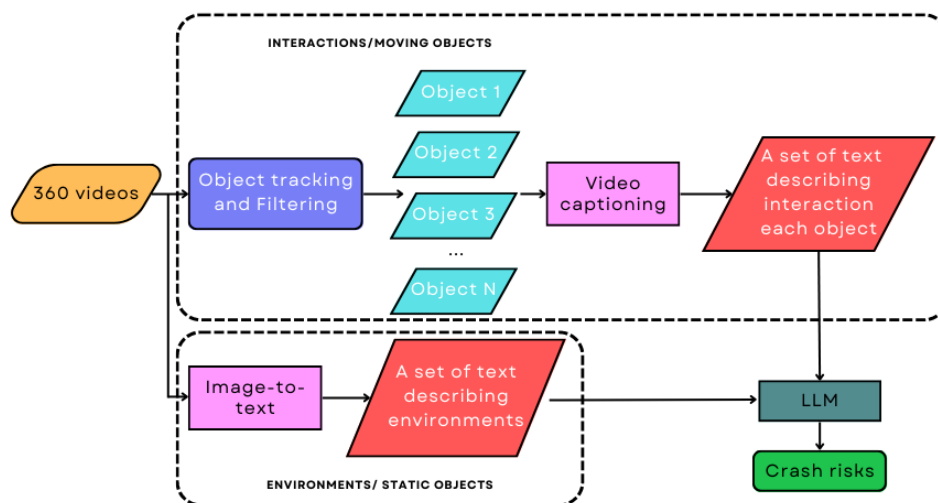 INTERACTIONS/MOVING OBJECTS
Object 1
Object 2
Object 3
...
Object N
360 videos
Object tracking
and Filtering
Video
captioning
A set of text
describing
interaction
each object
Image-to-
text
A set of text
describing
environments
LLM
Crash risks
ENVIRONMENTS/ STATIC OBJECTS